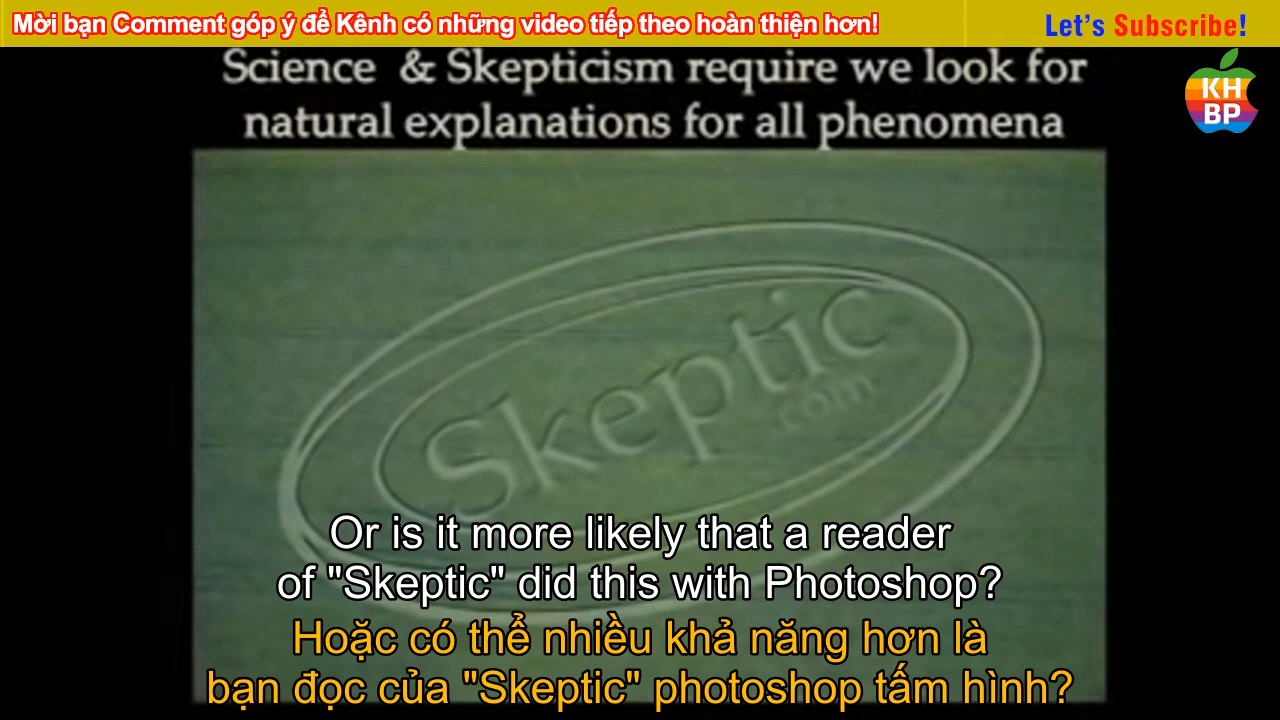 Mời bạn Comment góp ý để Kênh có những video tiếp theo hoàn thiện hơn!
Let's Subscribe!
Science & Skepticism require we look for
natural explanations for all phenomena
KH
BP
Skeptic
.com
Or is it more likely that a reader
of "Skeptic" did this with Photoshop?
Hoặc có thể nhiều khả năng hơn là
bạn đọc của "Skeptic" photoshop tấm hình?